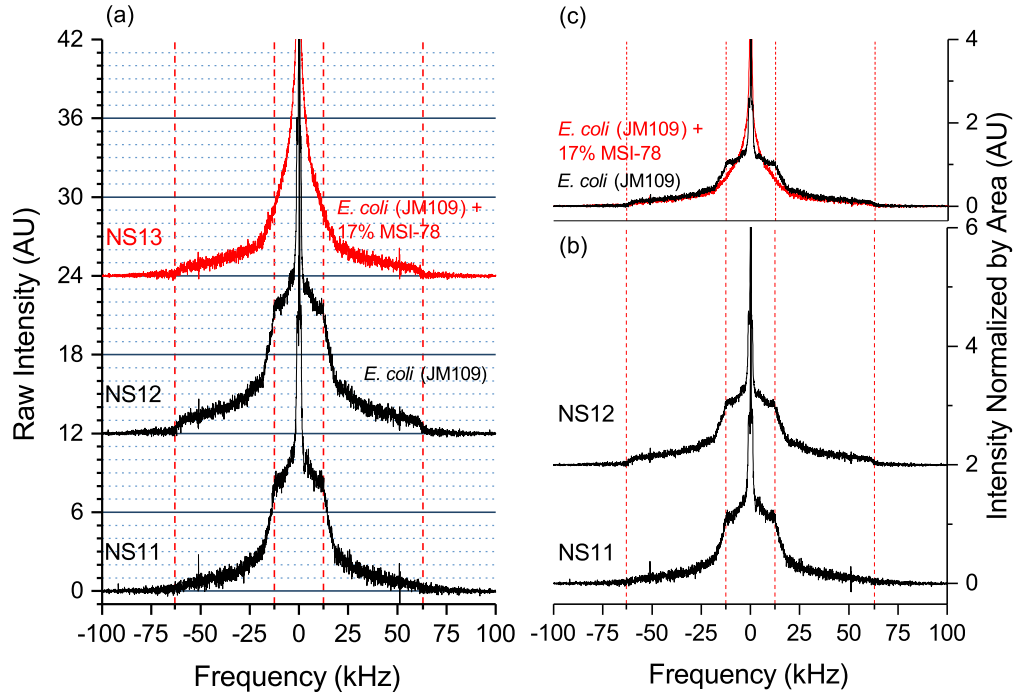 (a)
42
36
30
24
18
12
6
0
Raw Intensity (AU)
E. coli (JM109) +
17% MSI-78
NS13
E. coli (JM109)
NS12
NS11
-100 -75 -50 -25 0 25 50 75 100
Frequency (kHz)
(c)
4
2
0
E. coli (JM109) +
17% MSI-78
E. coli (JM109)
(b)
6
4
2
0
NS12
NS11
Intensity Normalized by Area (AU)
-100 -75 -50 -25 0 25 50 75 100
Frequency (kHz)